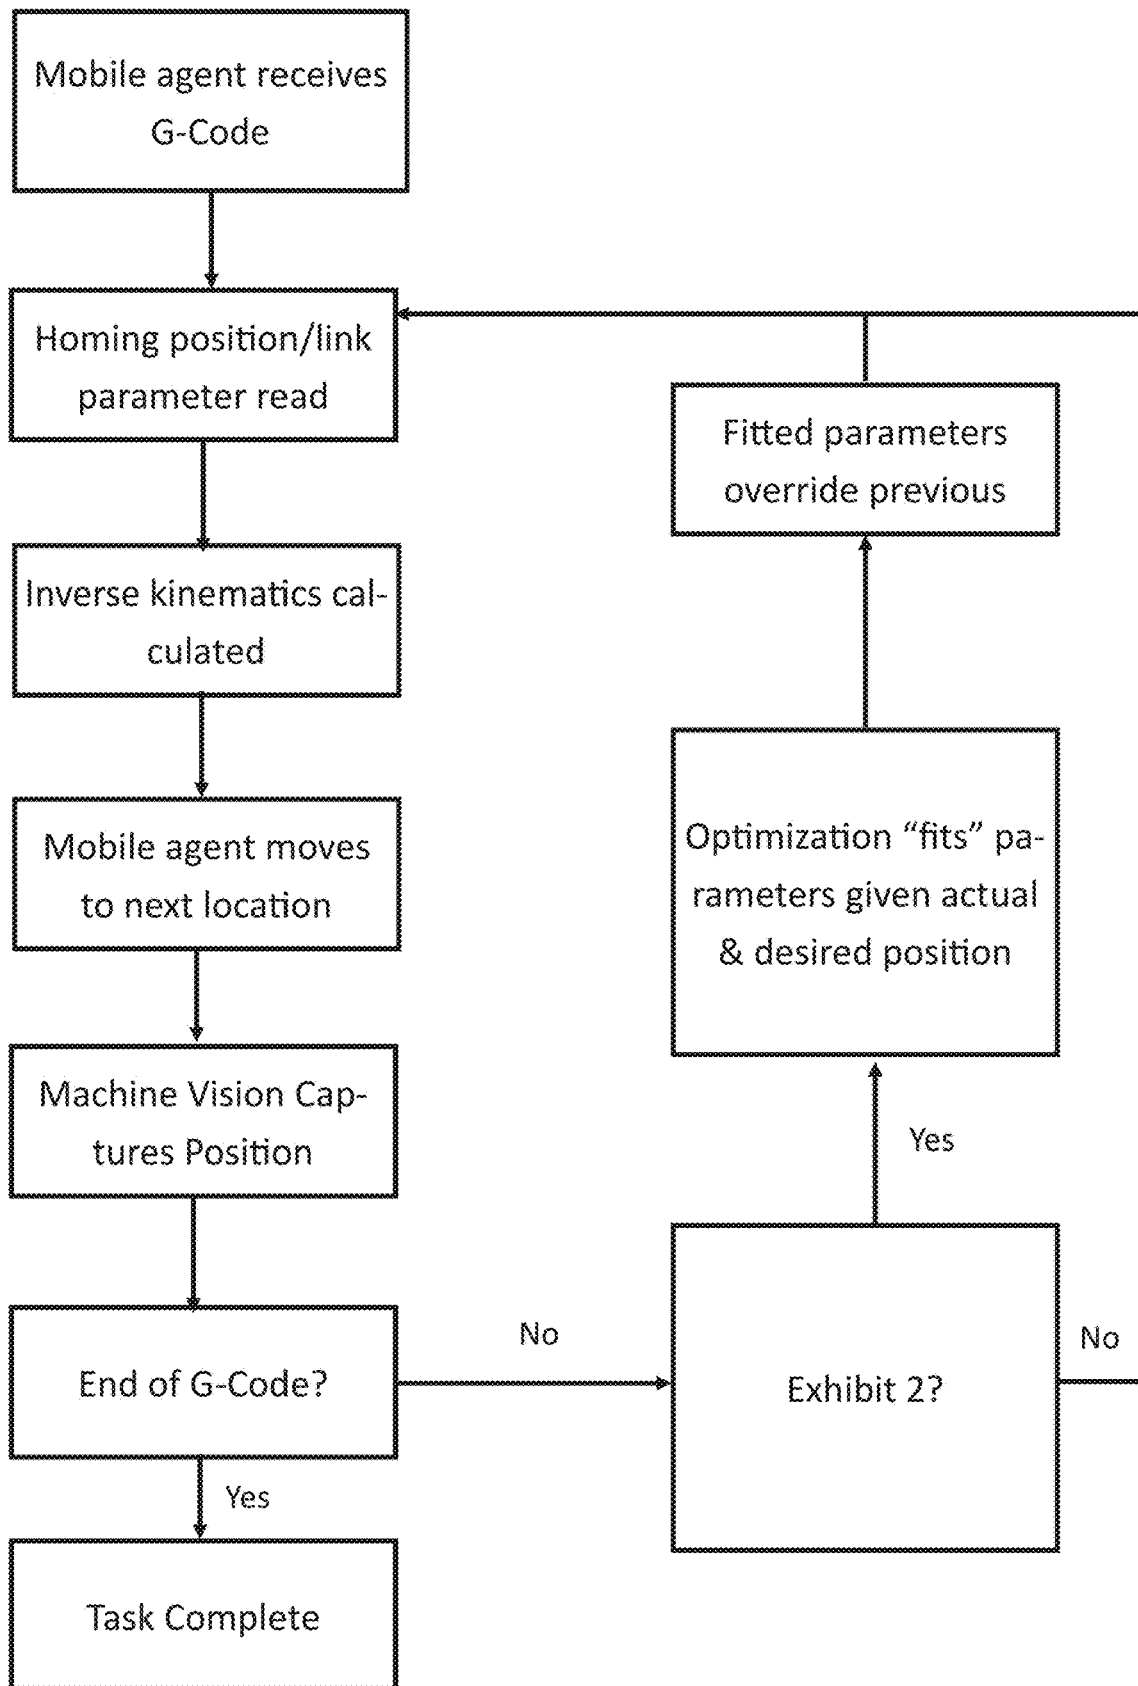 Mobile agent receives
G-Code
Homing position/link
parameter read
Fitted parameters
override previous
Inverse kinematics cal-
culated
Mobile agent moves
to next location
Optimization “fits” pa-
rameters given actual
& desired position
Machine Vision Cap-
tures Position
Yes
No
No
End of G-Code?
Exhibit 2?
Yes
Task Complete